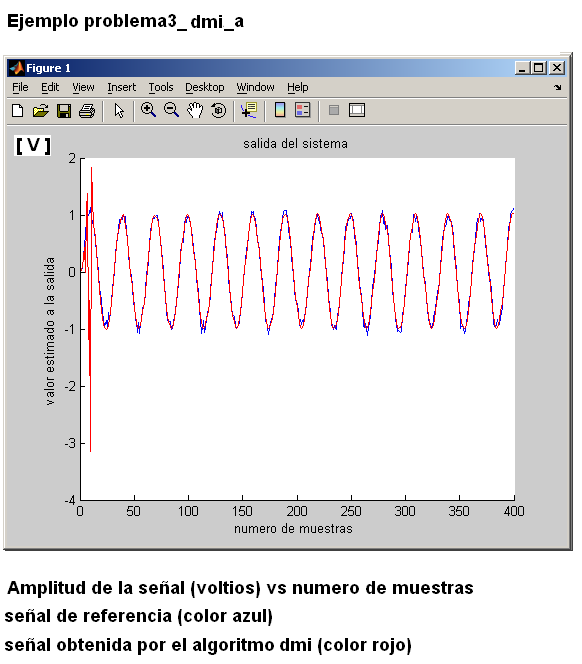 Ejemplo problema3_dmi_a
Figure 1
File Edit View Insert Tools Desktop Window Help
[ V ]
salida del sistema
valor estimado a la salida
2
1
0
-1
-2
-3
-4
0 50 100 150 200 250 300 350 400
numero de muestras
Amplitud de la señal (voltios) vs numero de muestras
señal de referencia (color azul)
señal obtenida por el algoritmo dmi (color rojo)